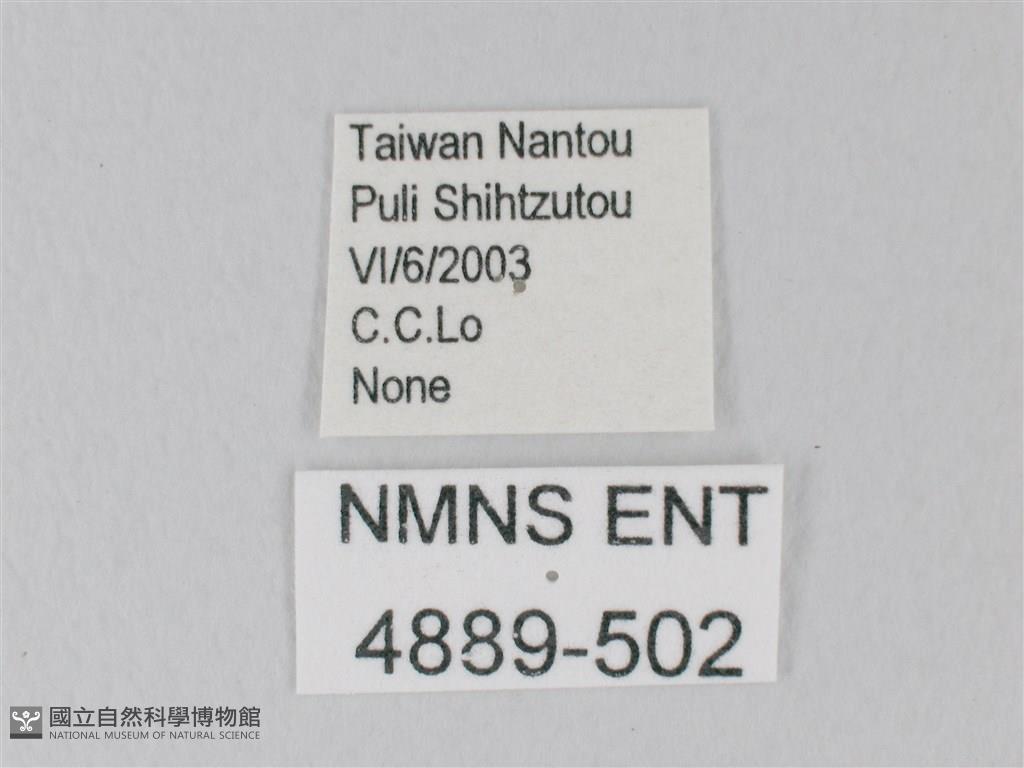 Taiwan Nantou
Puli Shihtzutou
VI/6/2003
C.C.Lo
None
NMNS ENT
4889-502
國立自然科學博物館
NATIONAL MUSEUM OF NATURAL SCIENCE